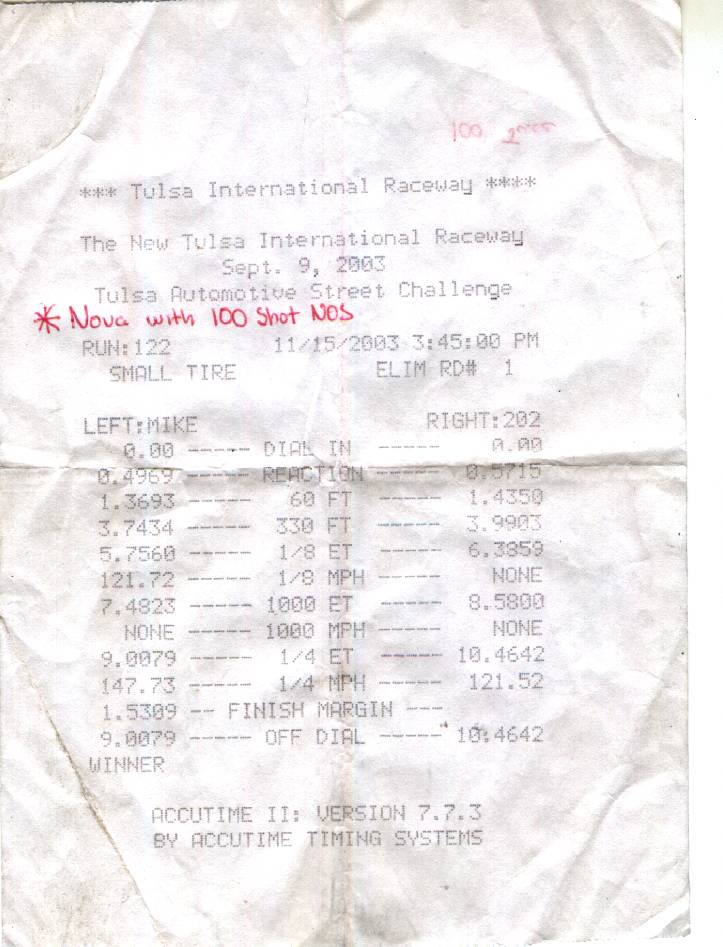 100
*** Tulsa International Raceway ****
The New Tulsa International Raceway
Sept. 9, 2003
Tulsa Automotive Street Challenge
* Nova with 100 Shot NOS
RUN:122 11/15/2003 3:45:00 PM
SMALL TIRE ELIM RD# 1
LEFT:MIKE RIGHT:202
0.00 ----- DIAL IN ----- 0.00
0.4969 ----- REACTION ----- 0.5715
1.3693 ----- 60 FT ----- 1.4350
3.7434 ----- 330 FT ----- 3.9903
5.7560 ----- 1/8 ET ----- 6.3859
121.72 ----- 1/8 MPH ----- NONE
7.4823 ----- 1000 ET ----- 8.5800
NONE ----- 1000 MPH ----- NONE
9.0079 ----- 1/4 ET ----- 10.4642
147.73 ----- 1/4 MPH ----- 121.52
1.5309 -- FINISH MARGIN ---
9.0079 ----- OFF DIAL ----- 10.4642
WINNER
ACCUTIME II: VERSION 7.7.3
BY ACCUTIME TIMING SYSTEMS